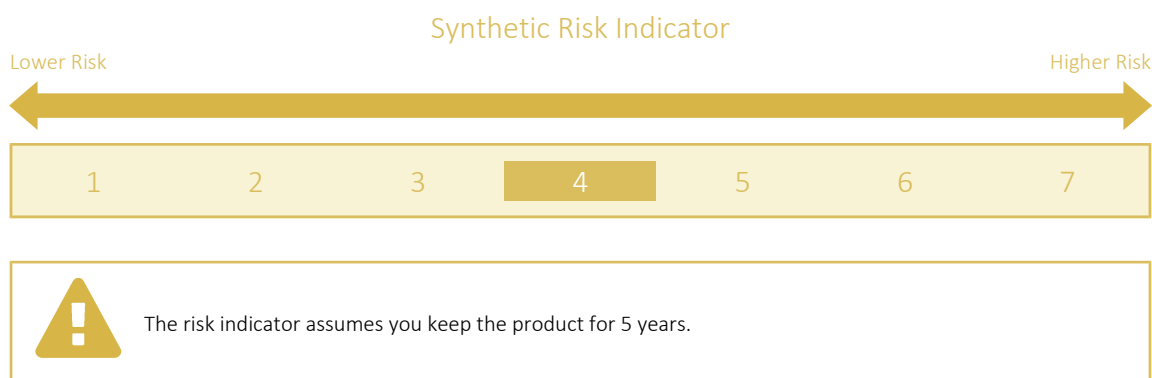 Synthetic Risk Indicator
Lower Risk Higher Risk
1 2 3 4 5 6 7
The risk indicator assumes you keep the product for 5 years.